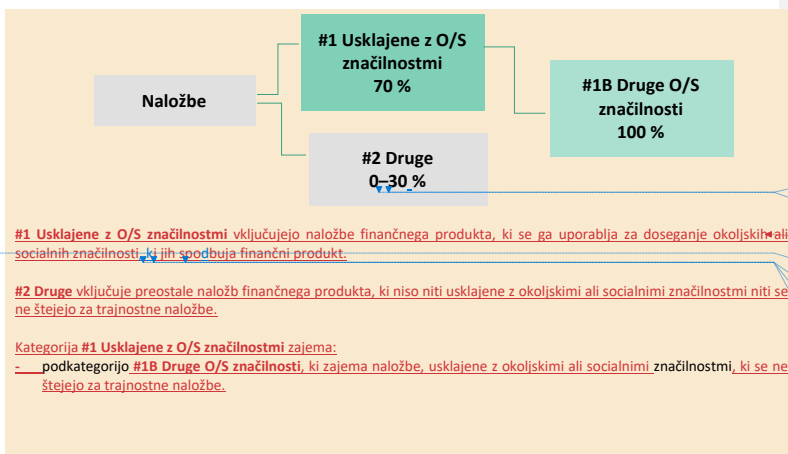 #1 Usklajene z O/S
značilnostmi
70 %
Naložbe
#1B Druge O/S
značilnosti
100 %
#2 Druge
0–30 %
#1 Usklajene z O/S značilnostmi vključujejo naložbe finančnega produkta, ki se ga uporablja za doseganje okoljskih ali
socialnih značilnosti, ki jih spodbuja finančni produkt.
#2 Druge vključuje preostale naložb finančnega produkta, ki niso niti usklajene z okoljskimi ali socialnimi značilnostmi niti se
ne štejejo za trajnostne naložbe.
Kategorija #1 Usklajene z O/S značilnostmi zajema:
- podkategorijo #1B Druge O/S značilnosti, ki zajema naložbe, usklajene z okoljskimi ali socialnimi značilnostmi, ki se ne
štejejo za trajnostne naložbe.